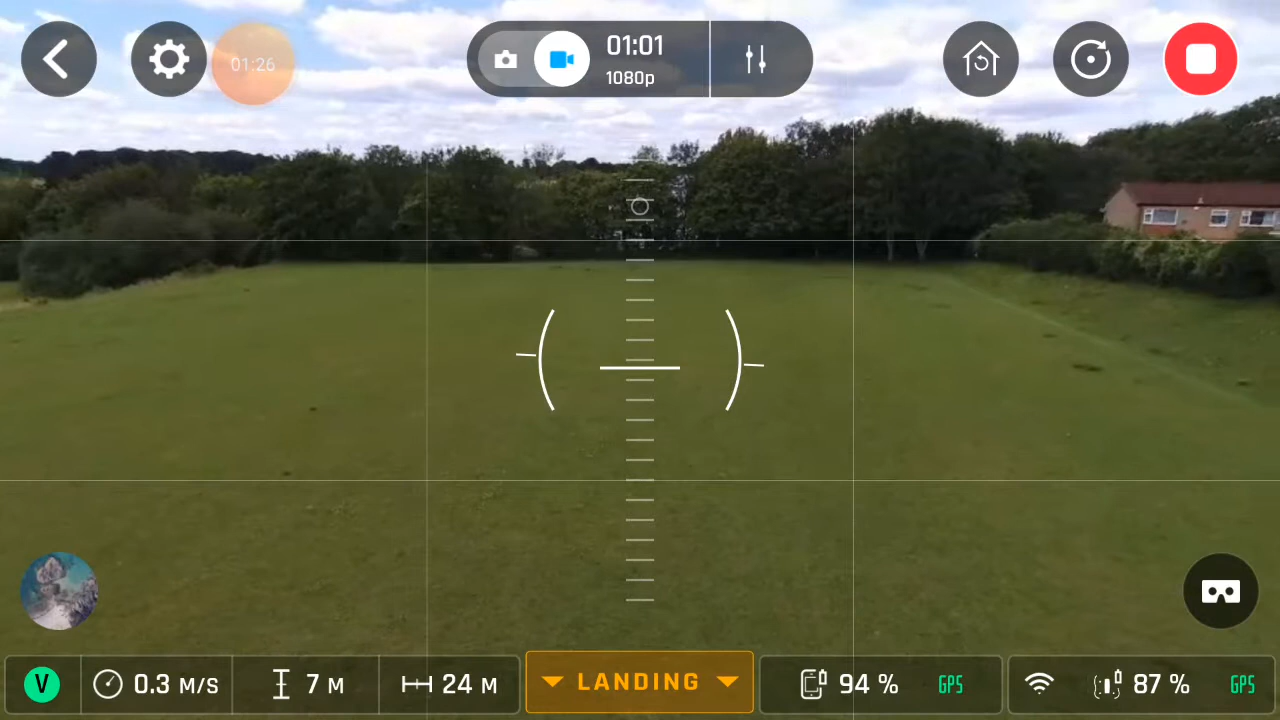 01:26
01:01
1080p
V
0.3 M/S
7 M
24 M
LANDING
94 %
GPS
87 %
GPS